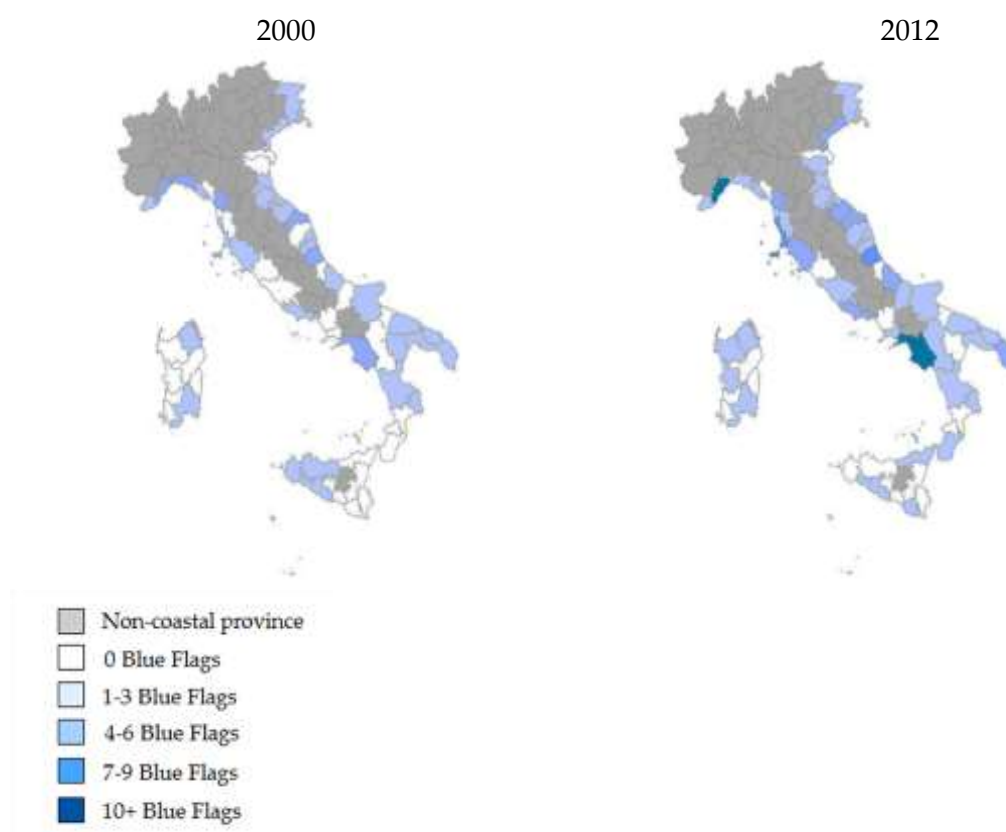 2000
2012
Non-coastal province
0 Blue Flags
1-3 Blue Flags
4-6 Blue Flags
7-9 Blue Flags
10+ Blue Flags